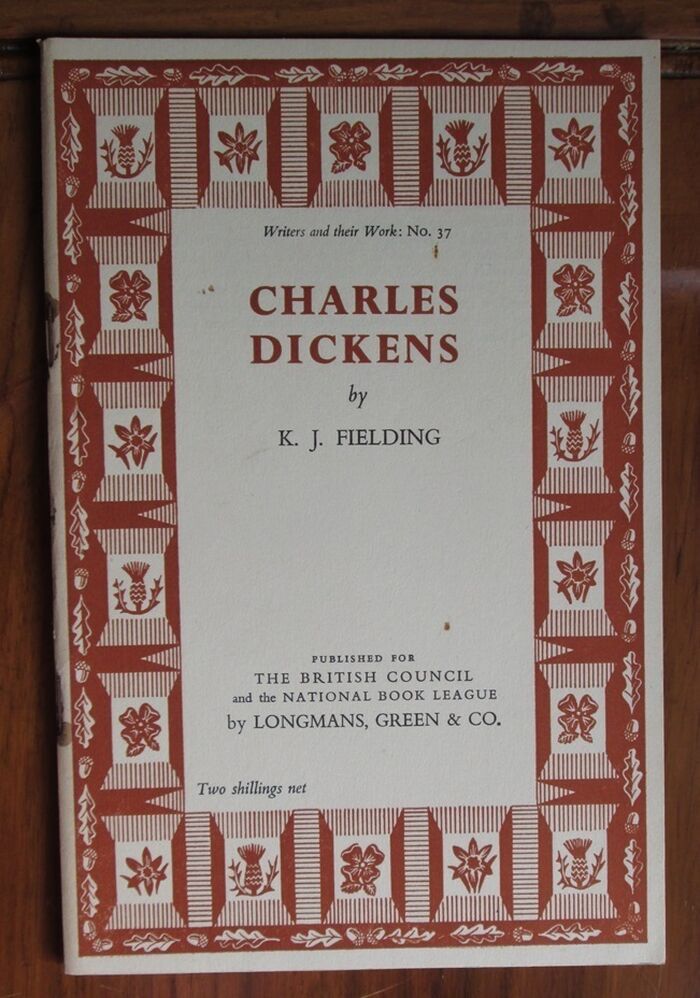 Writers and their Work: No. 37
CHARLES
DICKENS
by
K. J. FIELDING
PUBLISHED FOR
THE BRITISH COUNCIL
and the NATIONAL BOOK LEAGUE
by LONGMANS, GREEN & CO.
Two shillings net